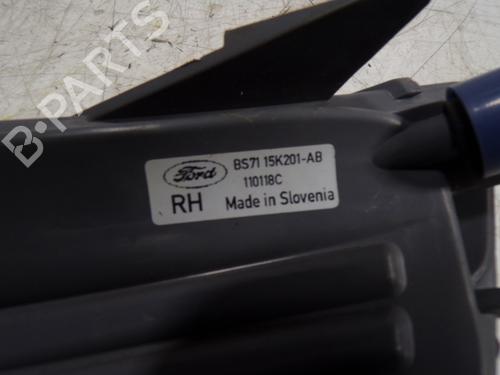 B-PARTS
Ford
BS71 15K201-AB
110118C
RH
Made in Slovenia